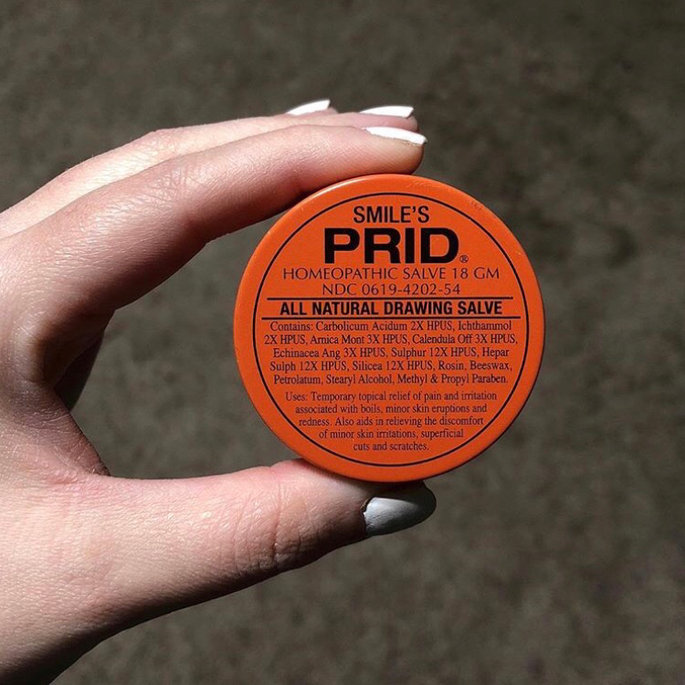 SMILE'S
PRID®
HOMEOPATHIC SALVE 18 GM
NDC 0619-4202-54
ALL NATURAL DRAWING SALVE
Contains: Carbolicum Acidum 2X HPUS, Ichthammol
2X HPUS, Arnica Mont 3X HPUS, Calendula Off 3X HPUS,
Echinacea Ang 3X HPUS, Sulphur 12X HPUS, Hepar
Sulph 12X HPUS, Silicea 12X HPUS, Rosin, Beeswax,
Petrolatum, Stearyl Alcohol, Methyl & Propyl Paraben.
Uses: Temporary topical relief of pain and irritation
associated with boils, minor skin eruptions and
redness. Also aids in relieving the discomfort
of minor skin irritations, superficial
cuts and scratches.